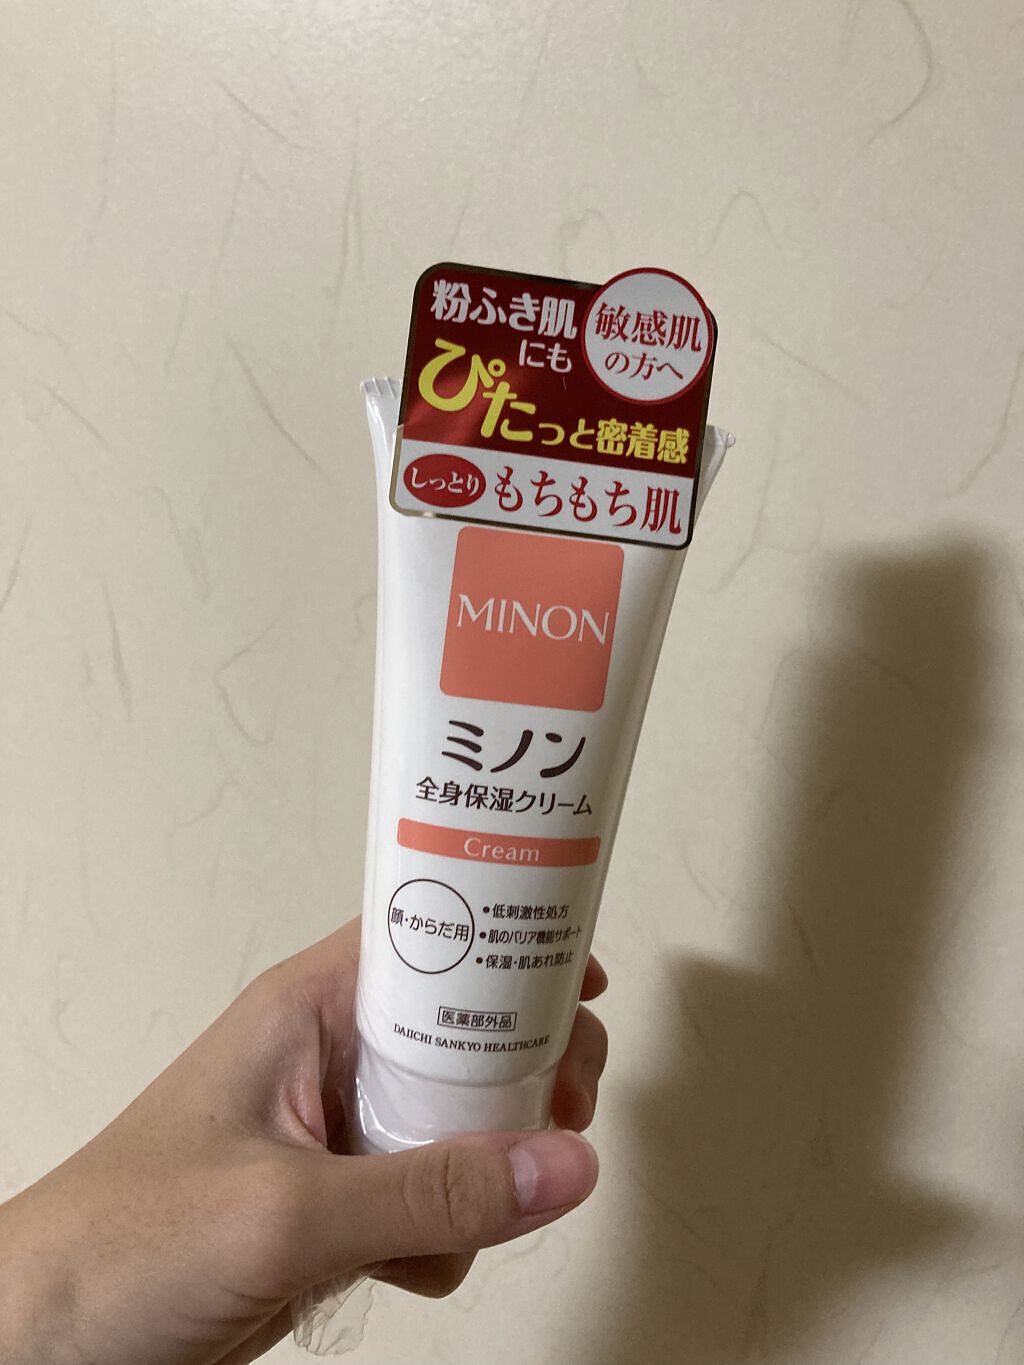 粉ふき肌
にも
敏感肌
の方へ
ぴたっと密着感
しっとり もちもち肌
MINON
ミノン
全身保湿クリーム
Cream
顔・からだ用
•低刺激性処方
•肌のバリア機能サポート
•保湿・肌あれ防止
医薬部外品
DAIICHI SANKYO HEALTHCARE